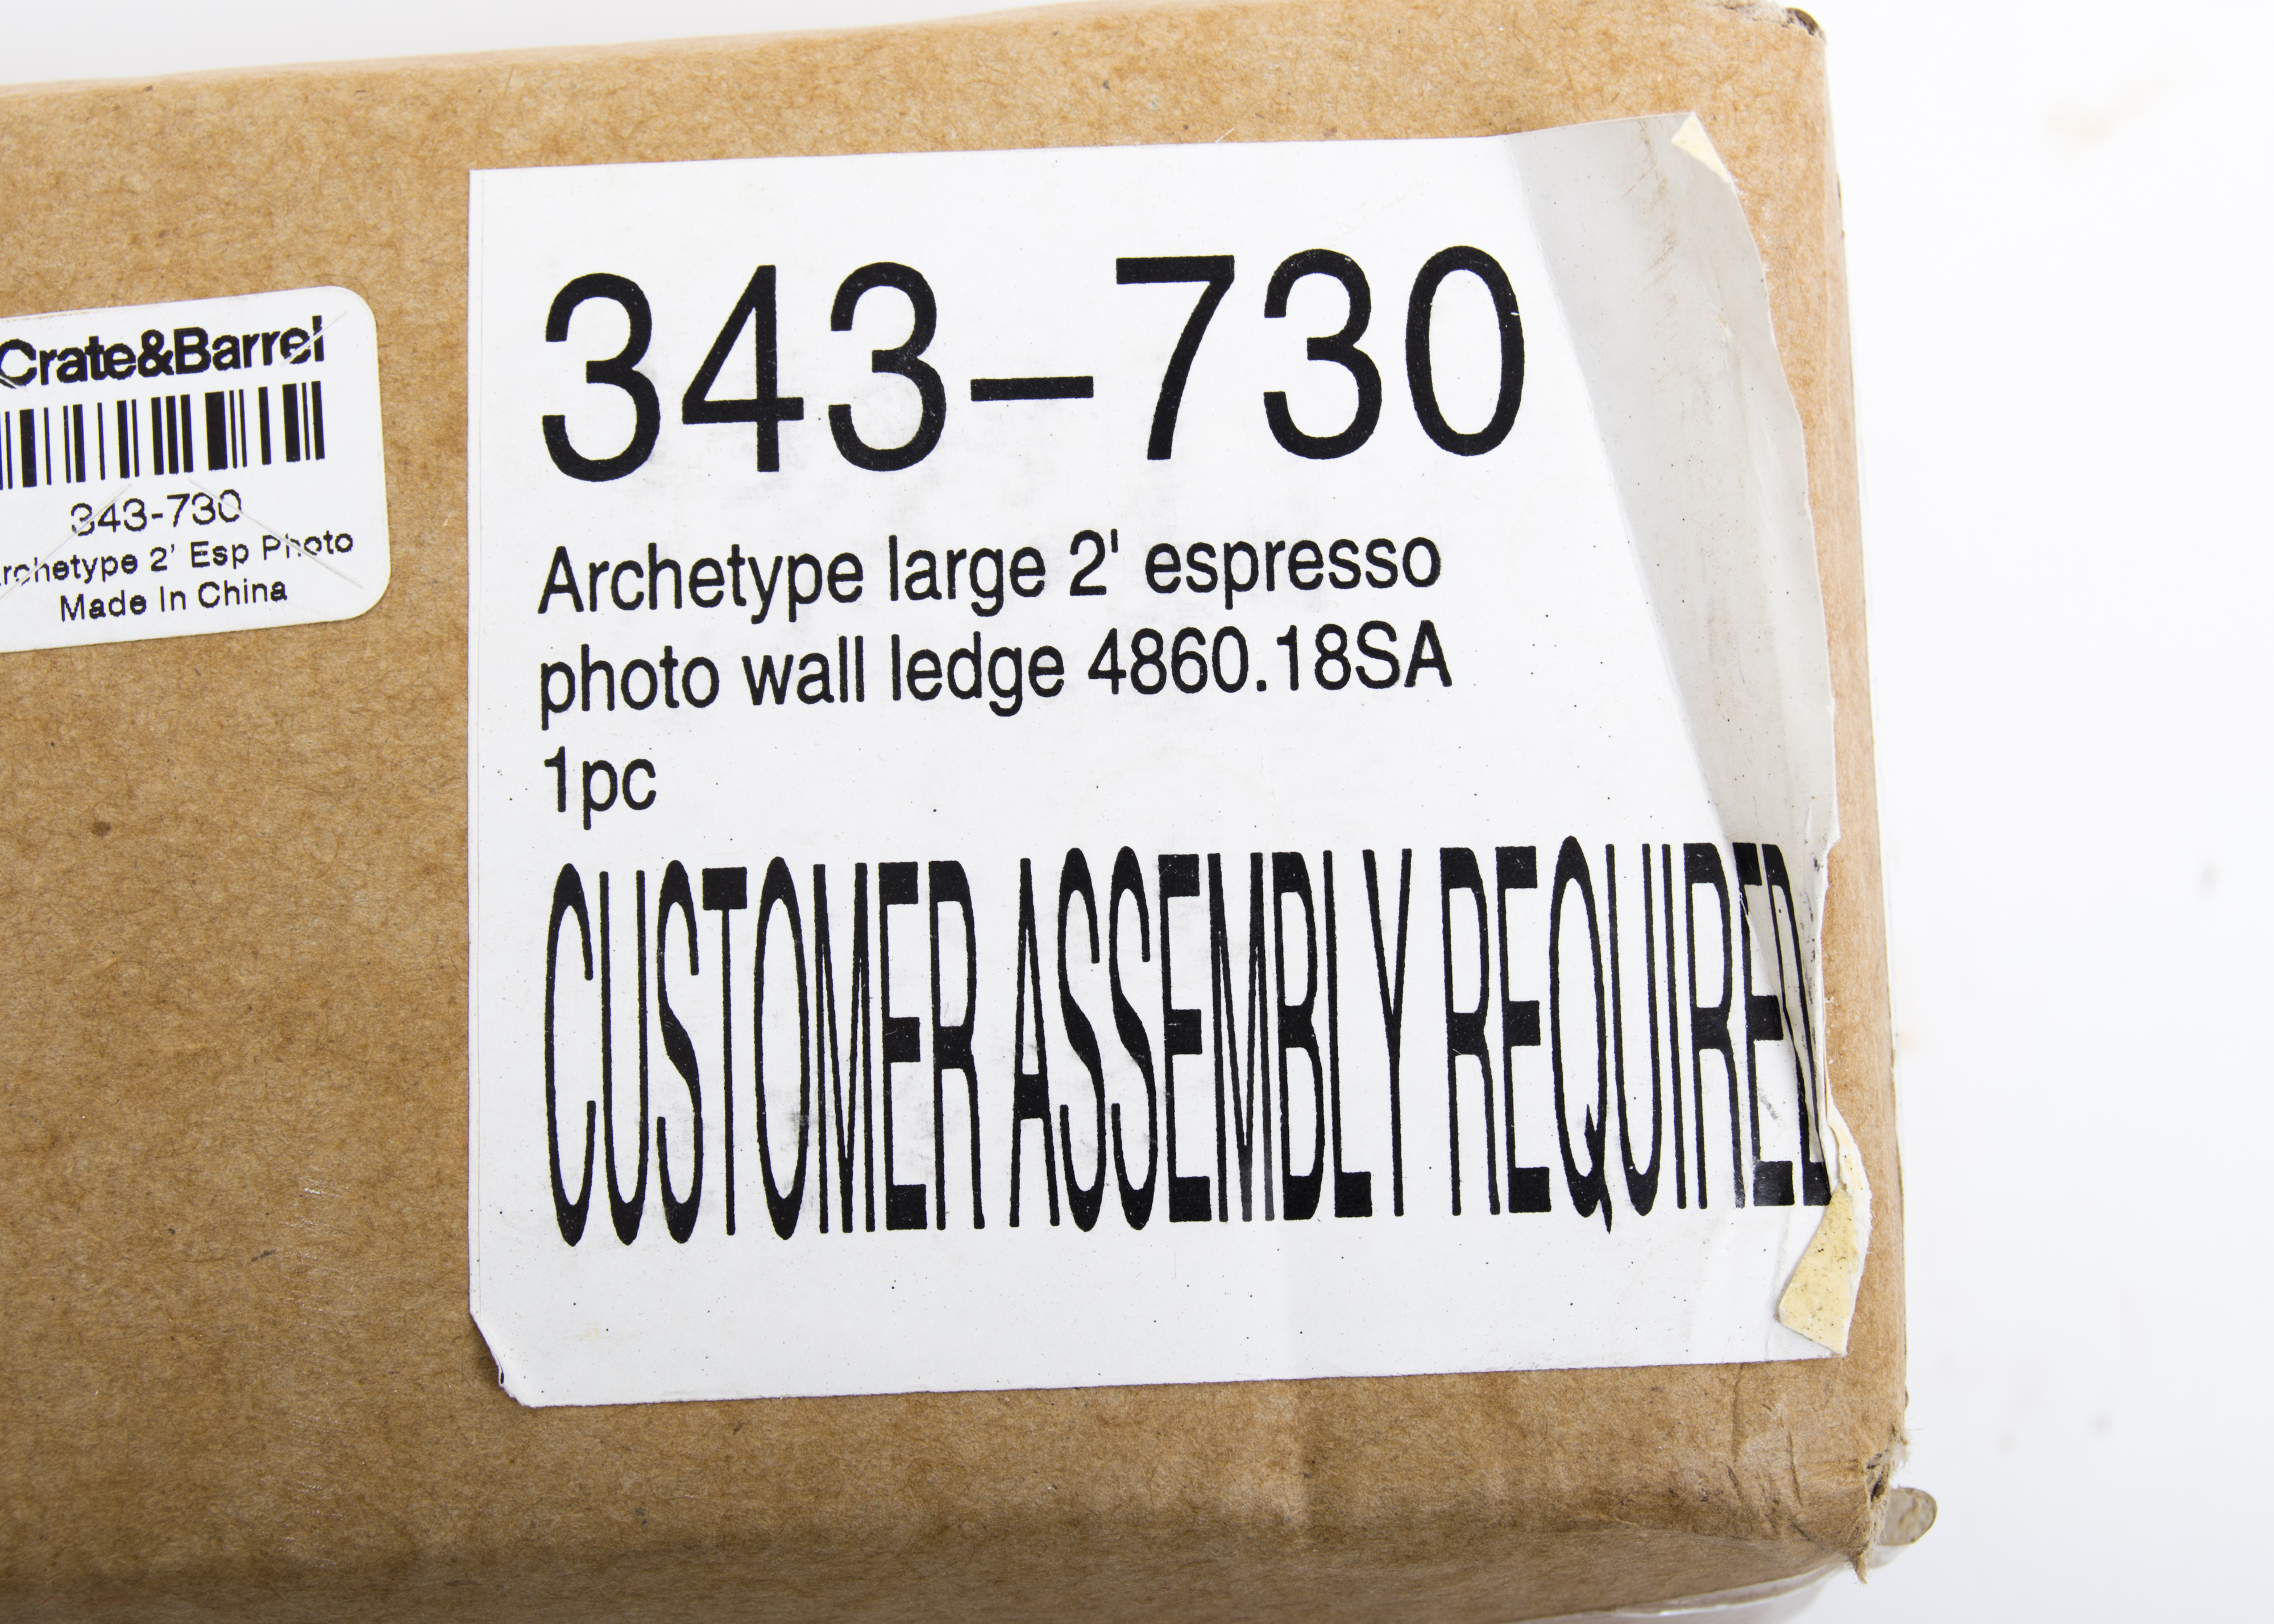 Crate&Barrel
343-730
rchetype 2' Esp Photo
Made In China
343-730
Archetype large 2' espresso
photo wall ledge 4860.18SA
1pc
CUSTOMER ASSEMBLY REQUIRED